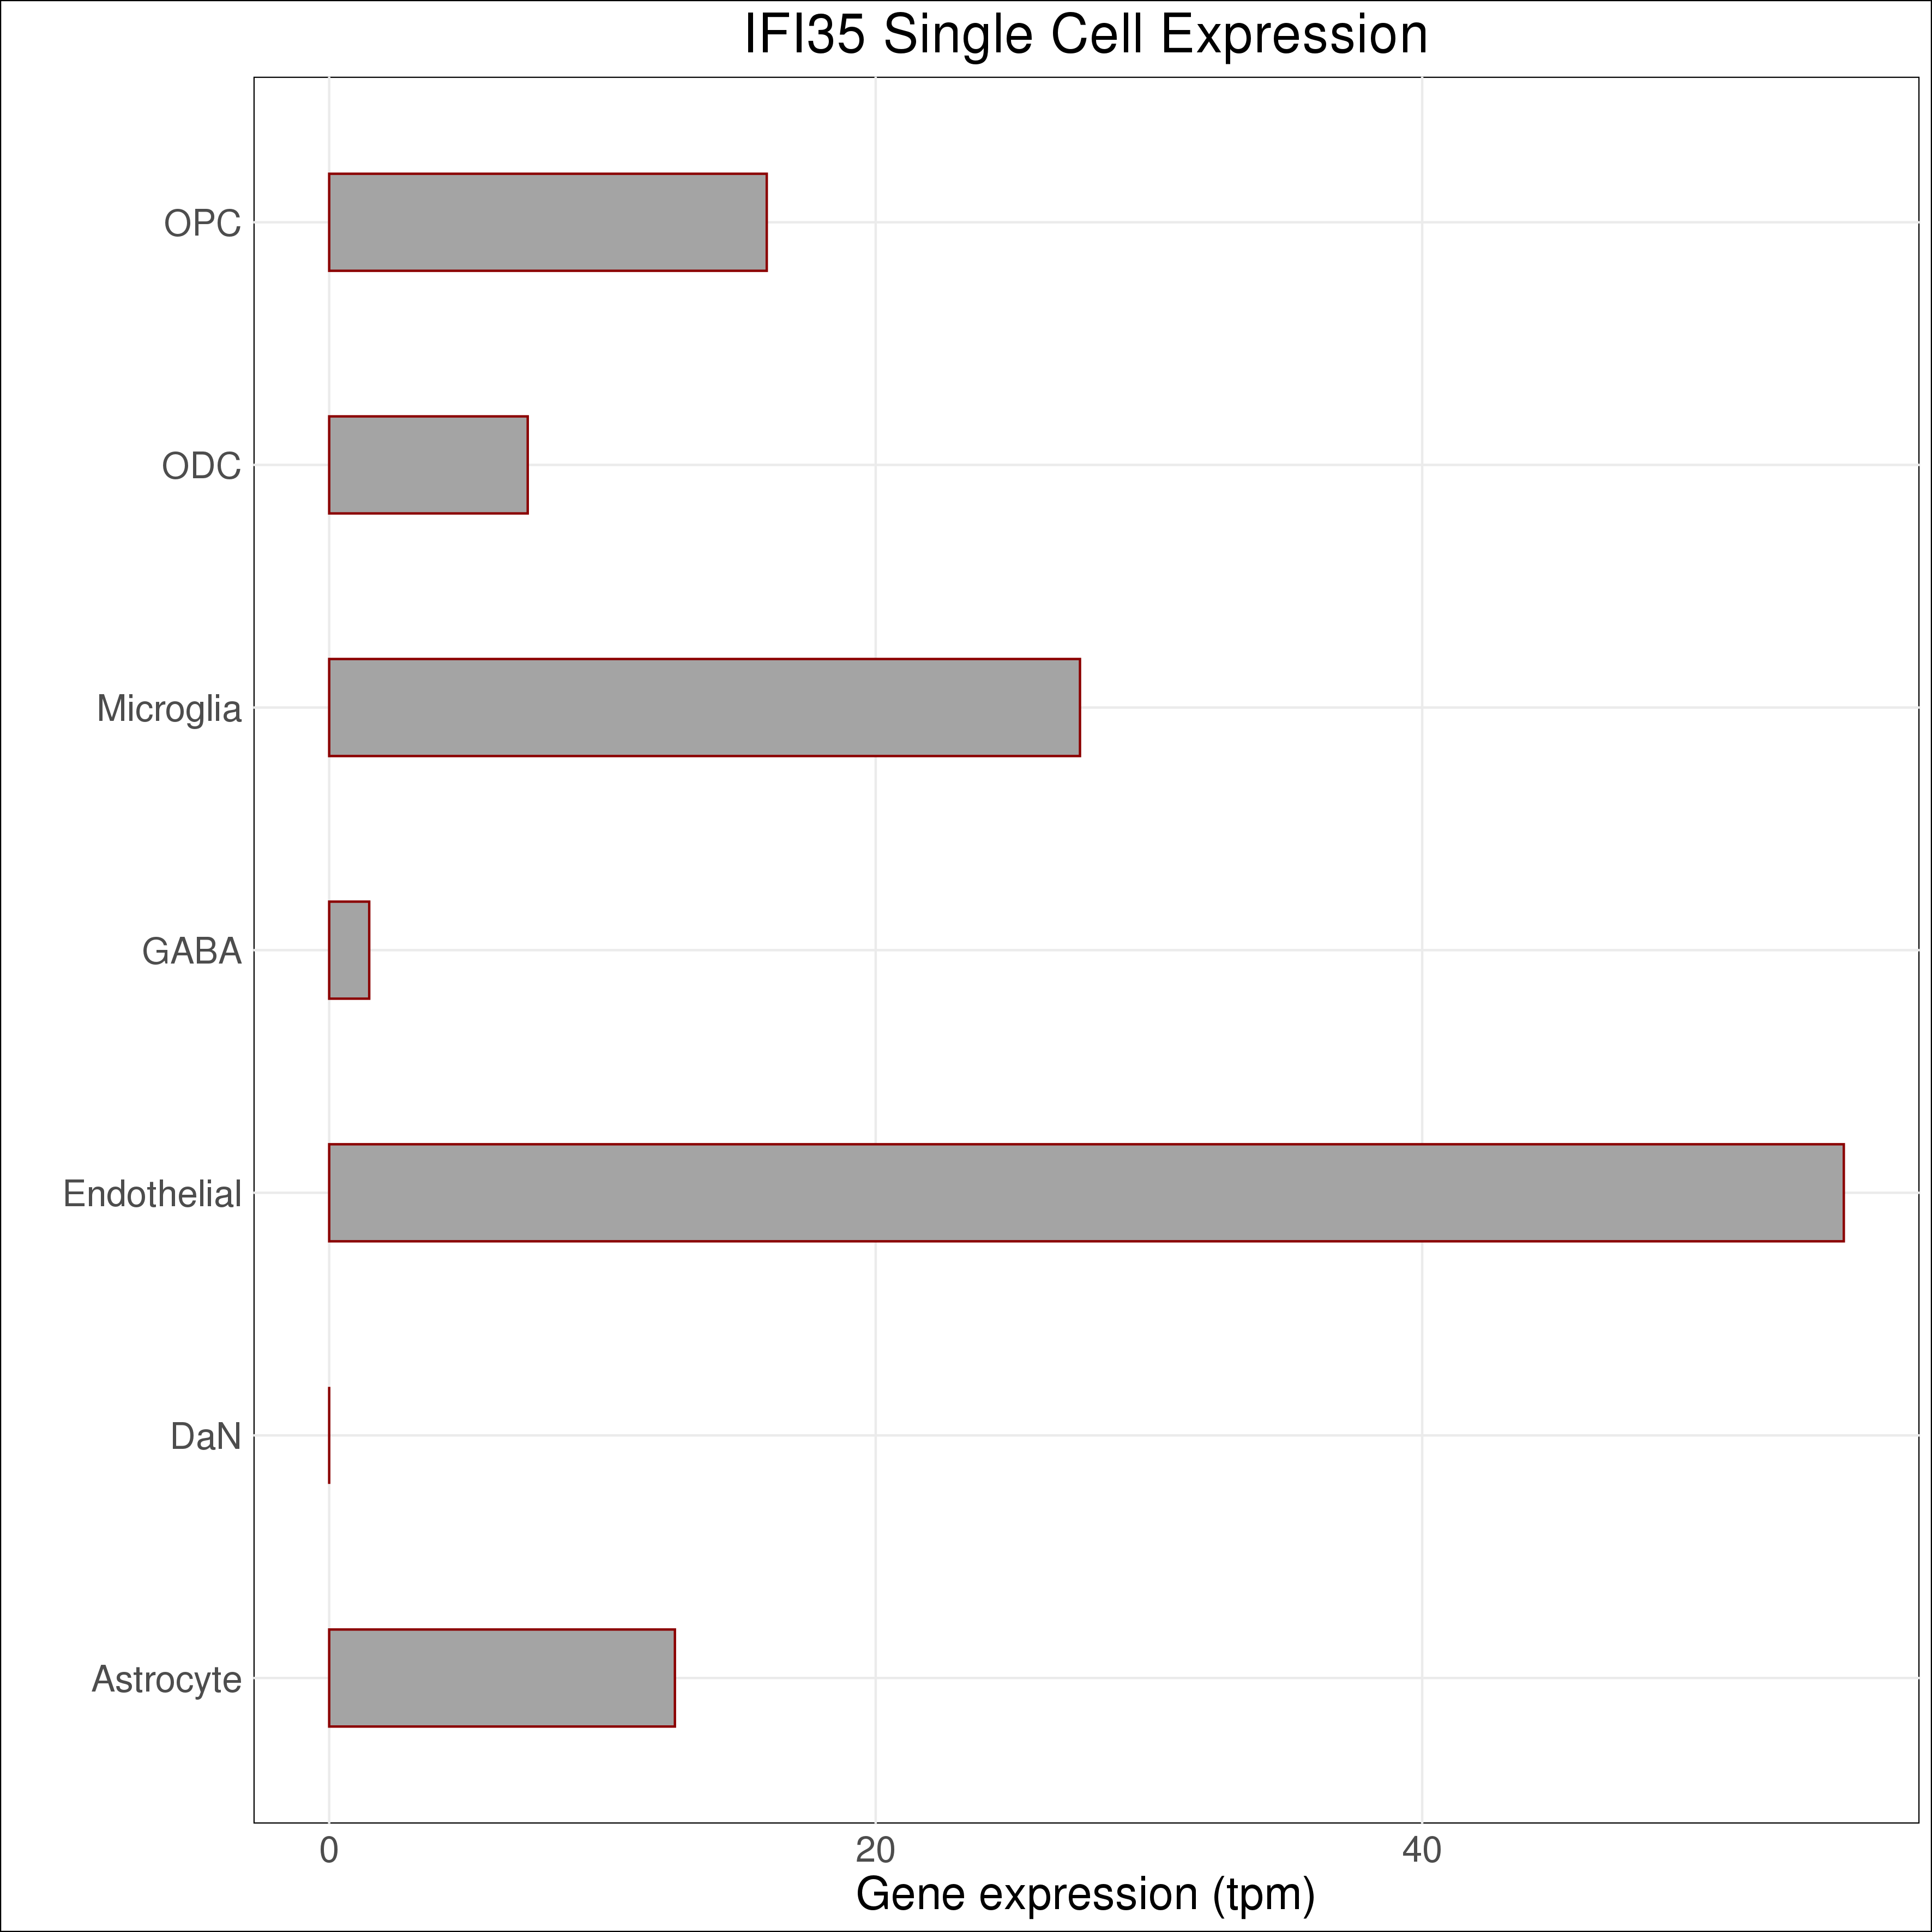 IFI35 Single Cell Expression
OPC
ODC
Microglia
GABA
Endothelial
DaN
Astrocyte
0 20 40
Gene expression (tpm)